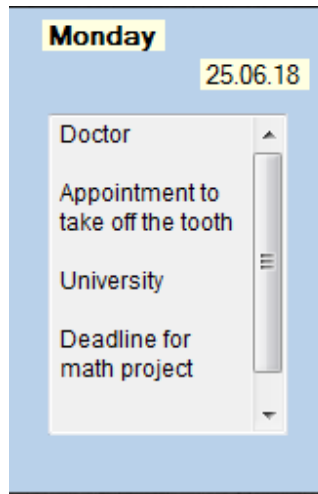 Monday
25.06.18
Doctor
Appointment to
take off the tooth
University
Deadline for
math project